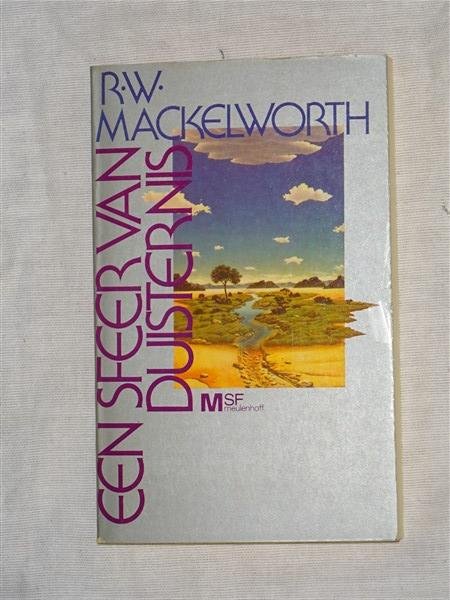 R.W.
MACKELWORTH
EEN SFEER VAN
DUISTERNIS
MSF
meulenhoff